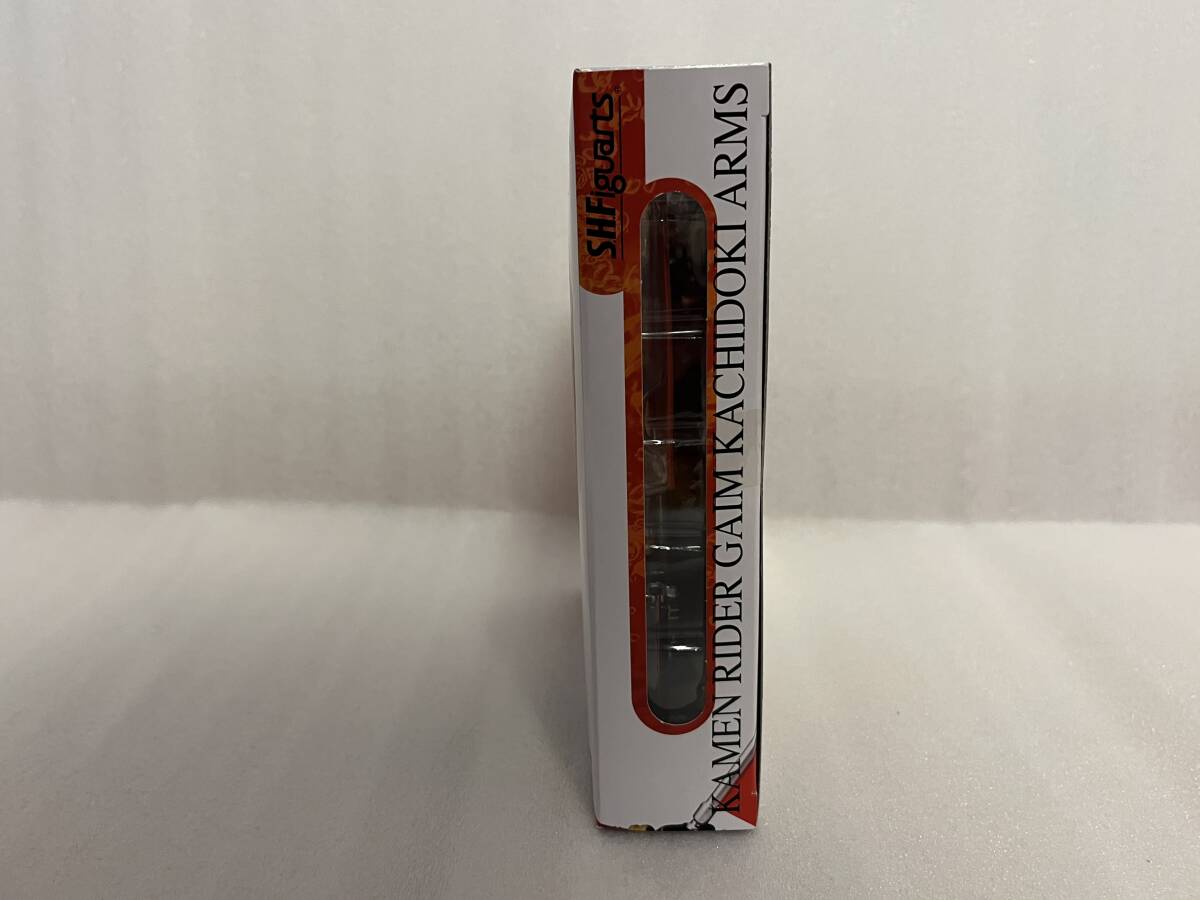 S.H.Figuarts
KAMEN RIDER GAIM KACHIDOKI ARMS